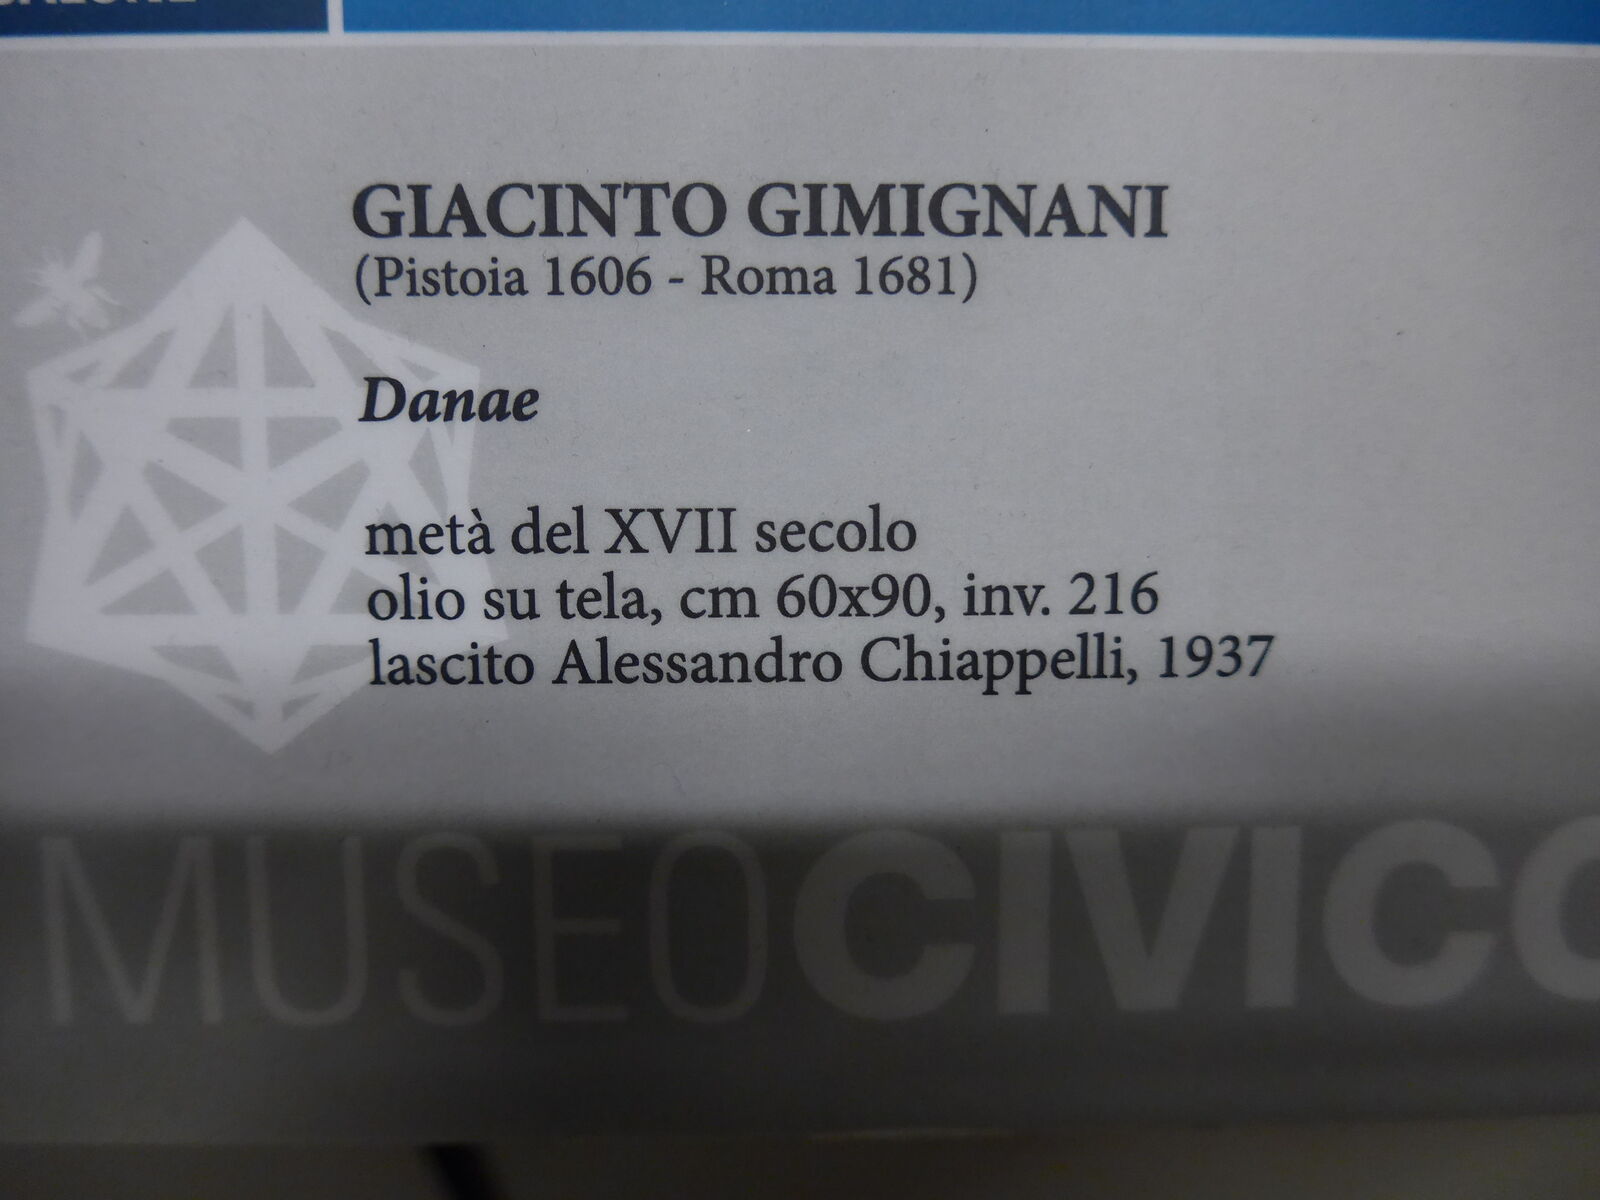 GIACINTO GIMIGNANI
(Pistoia 1606 - Roma 1681)
Danae
metà del XVII secolo
olio su tela, cm 60x90, inv. 216
lascito Alessandro Chiappelli, 1937
MUSEOCIVICO